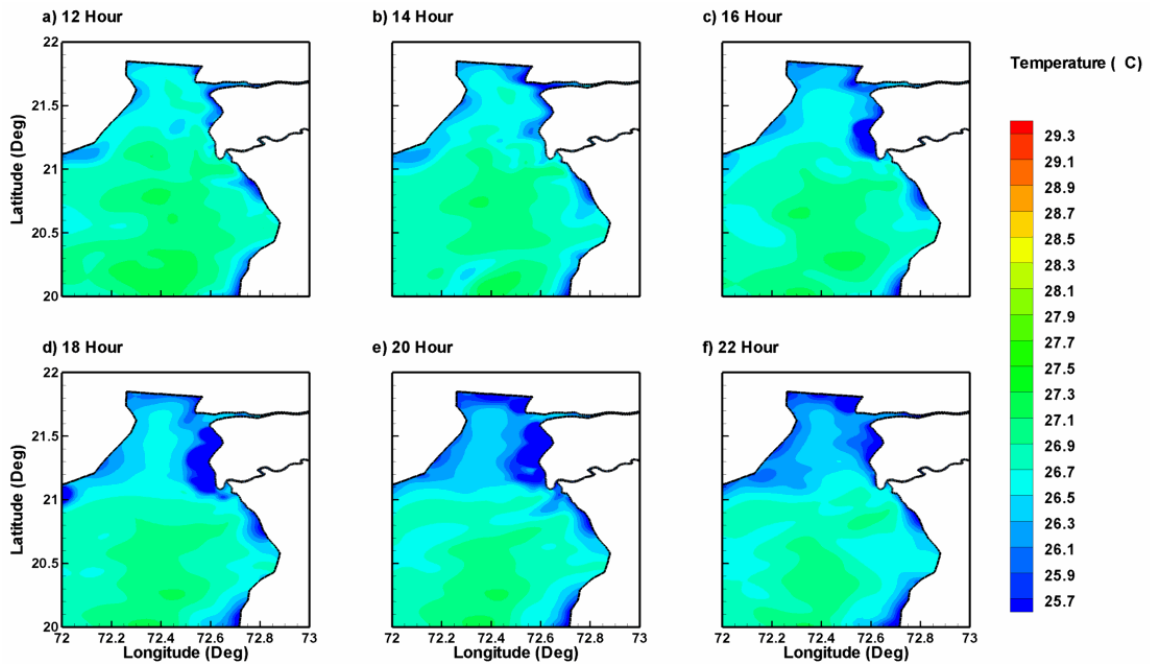 a) 12 Hour
b) 14 Hour
c) 16 Hour
Temperature ( C)
22
21.5
21
20.5
20
Latitude (Deg)
29.3
29.1
28.9
28.7
28.5
28.3
28.1
27.9
27.7
27.5
27.3
27.1
26.9
26.7
26.5
26.3
26.1
25.9
25.7
d) 18 Hour
e) 20 Hour
f) 22 Hour
22
21.5
21
20.5
20
Latitude (Deg)
72 72.2 72.4 72.6 72.8 73
72 72.2 72.4 72.6 72.8 73
72 72.2 72.4 72.6 72.8 73
Longitude (Deg)
Longitude (Deg)
Longitude (Deg)